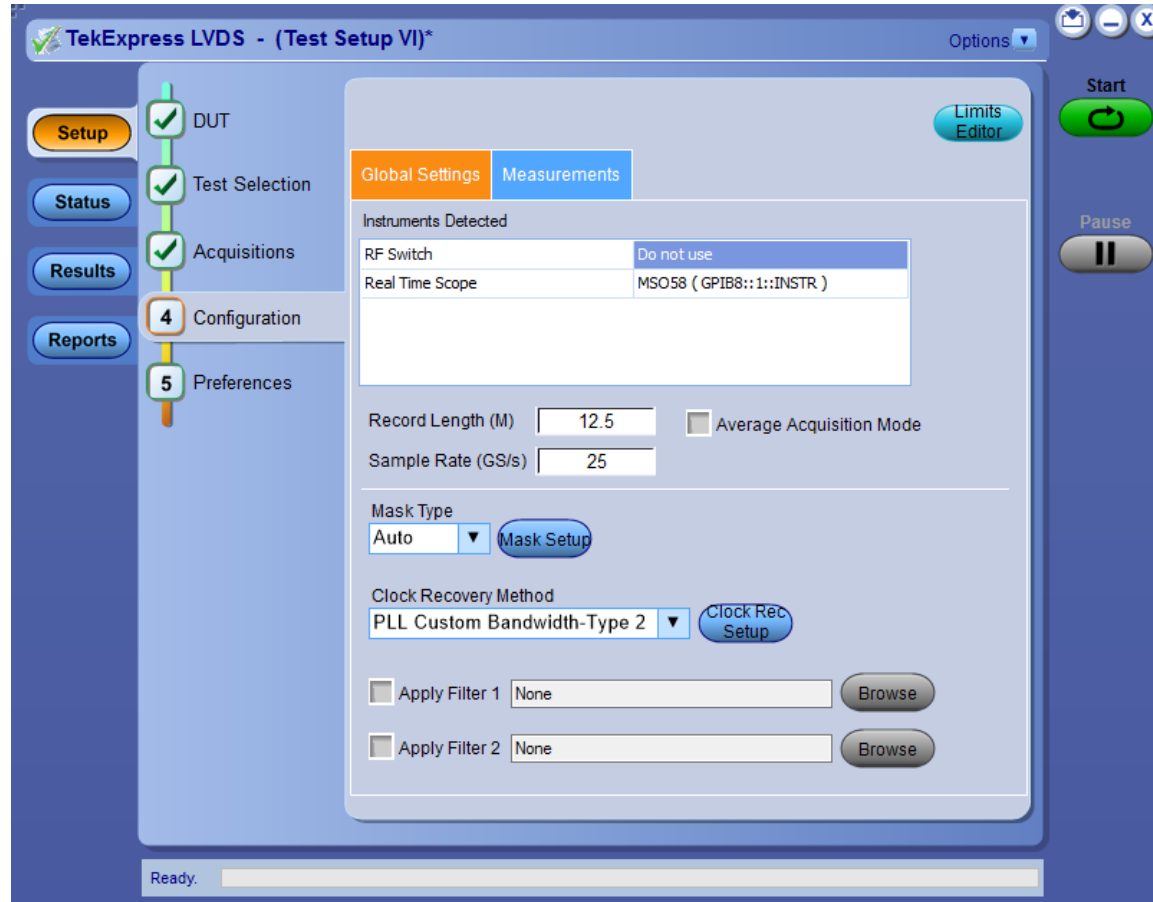 TekExpress LVDS - (Test Setup VI)*
Options
X
Setup
Status
Results
Reports
DUT
Test Selection
Acquisitions
4 Configuration
5 Preferences
Limits
Editor
Start
Pause
Global Settings Measurements
Instruments Detected
RF Switch Do not use
Real Time Scope MSO58 ( GPIB8::1::INSTR )
Record Length (M) 12.5 Average Acquisition Mode
Sample Rate (GS/s) 25
Mask Type
Auto Mask Setup
Clock Recovery Method
PLL Custom Bandwidth-Type 2 Clock Rec
Setup
Apply Filter 1 None Browse
Apply Filter 2 None Browse
Ready.